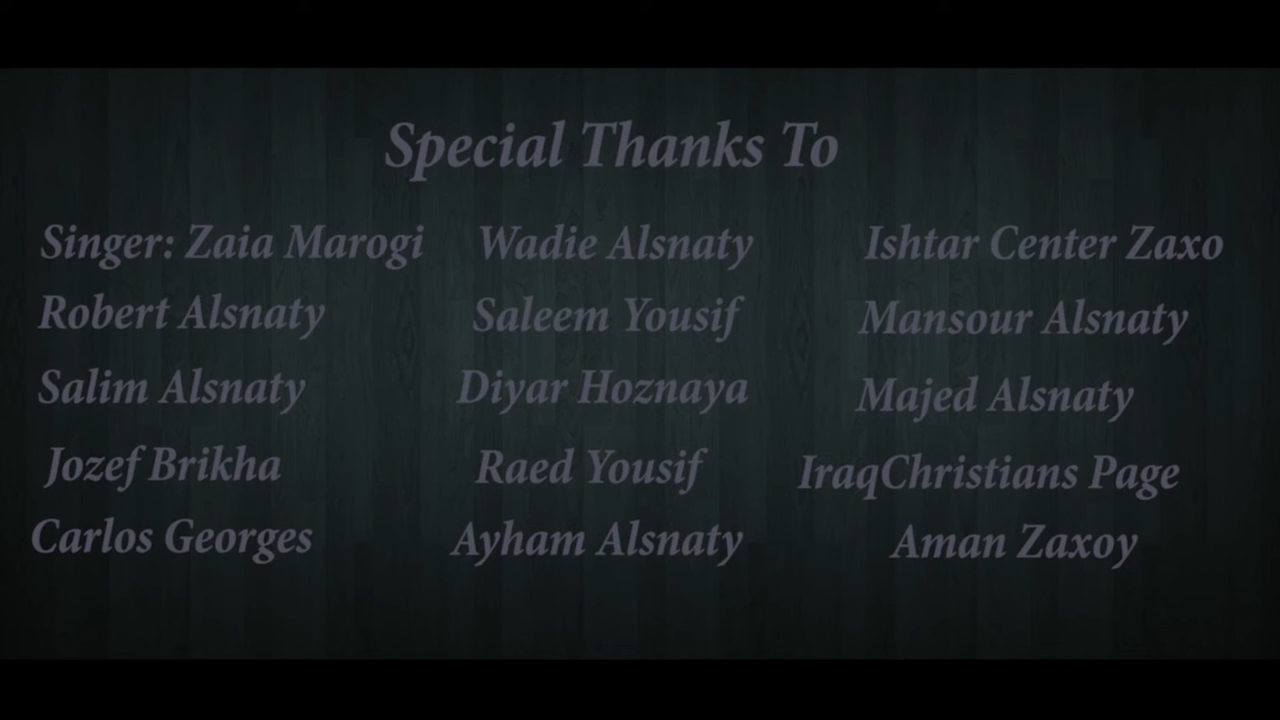 Special Thanks To
Singer: Zaia Marogi Wadie Alsnaty Ishtar Center Zaxo
Robert Alsnaty Saleem Yousif Mansour Alsnaty
Salim Alsnaty Diyar Hoznaya Majed Alsnaty
Jozef Brikha Raed Yousif IraqChristians Page
Carlos Georges Ayham Alsnaty Aman Zaxoy